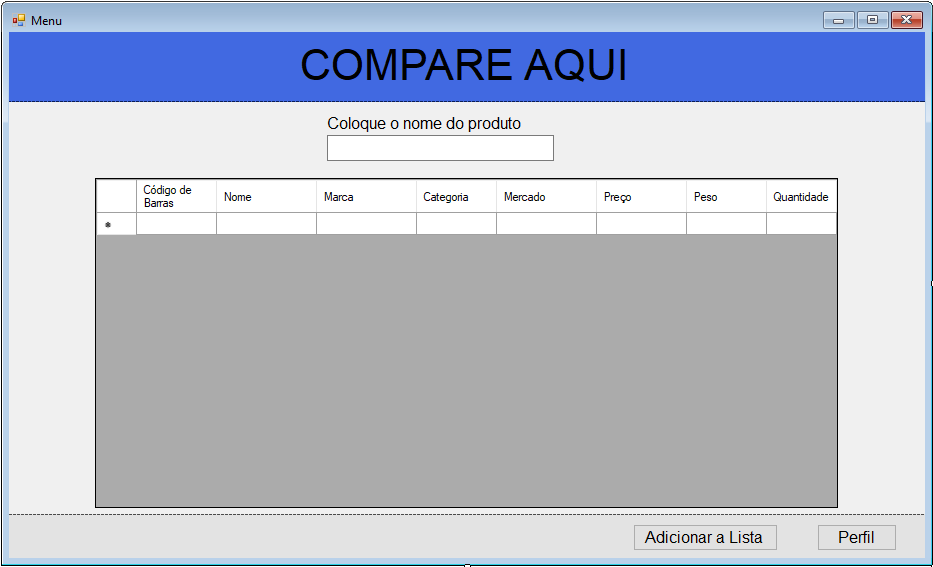 Menu
COMPARE AQUI
Coloque o nome do produto
Código de
Barras
Nome
Marca
Categoria
Mercado
Preço
Peso
Quantidade
*
Adicionar a Lista
Perfil